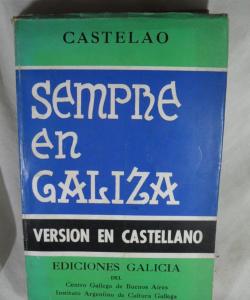 CASTELAO
SEMPRE
en
GALIZA
VERSION EN CASTELLANO
EDICIONES GALICIA
DEL
Centro Gallego de Buenos Aires
Instituto Argentino de Cultura Gallega